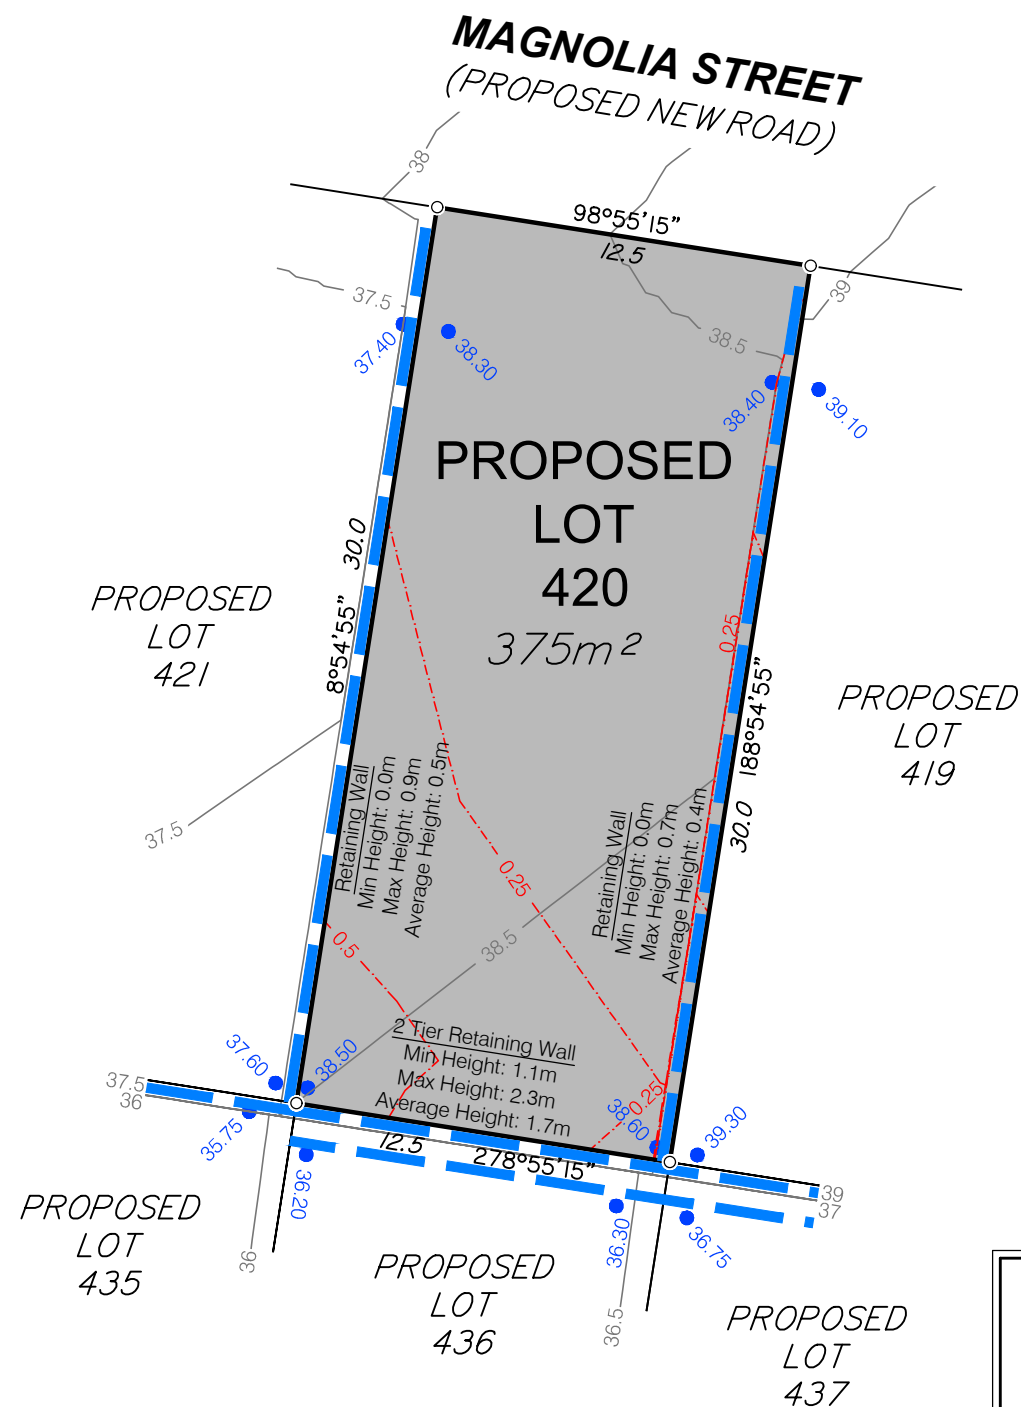 MAGNOLIA STREET
(PROPOSED NEW ROAD)
38
98°55'15"
12.5
39
37.5
38.5
37.40
38.30
38.40
39.10
PROPOSED
LOT
420
375m²
30.0
8°54'55"
0.25
188°54'55"
30.0
PROPOSED
LOT
421
PROPOSED
LOT
419
37.5
Retaining Wall
Min Height: 0.0m
Max Height: 0.9m
Average Height: 0.5m
Retaining Wall
Min Height: 0.0m
Max Height: 0.7m
Average Height: 0.4m
0.25
0.5
38.5
2 Tier Retaining Wall
Min Height: 1.1m
Max Height: 2.3m
Average Height: 1.7m
37.60
38.50
0.25
38.60
39.30
37.5
36
35.75
12.5
278°55'15"
36.20
36.30
36.75
39
37
36
36.5
PROPOSED
LOT
435
PROPOSED
LOT
436
PROPOSED
LOT
437